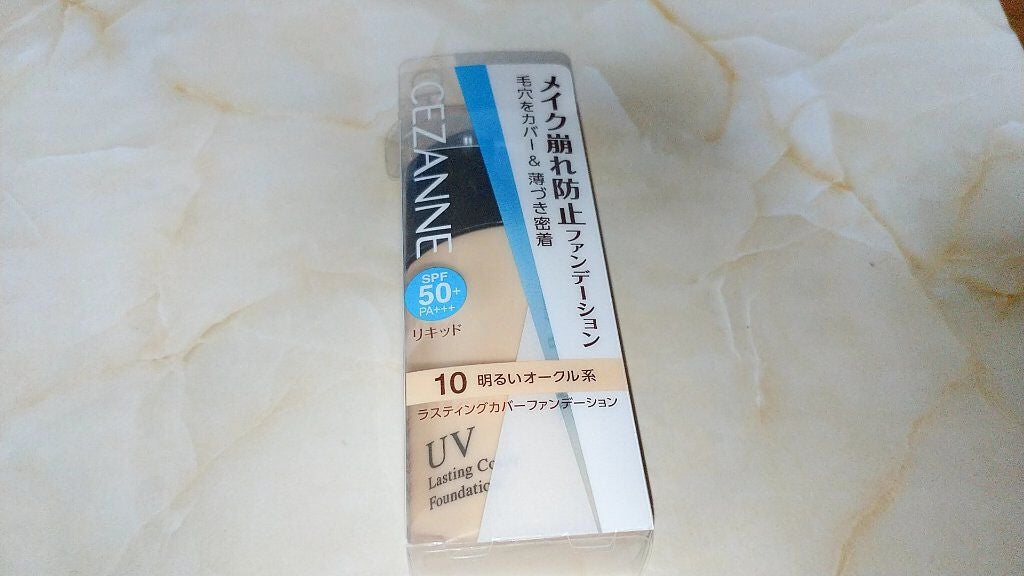 メイク崩れ防止ファンデーション
毛穴をカバー & 薄づき密着
CEZANNE
SPF
50+
PA+++
リキッド
10 明るいオークル系
ラスティングカバーファンデーション
UV
Lasting Co
Foundatio